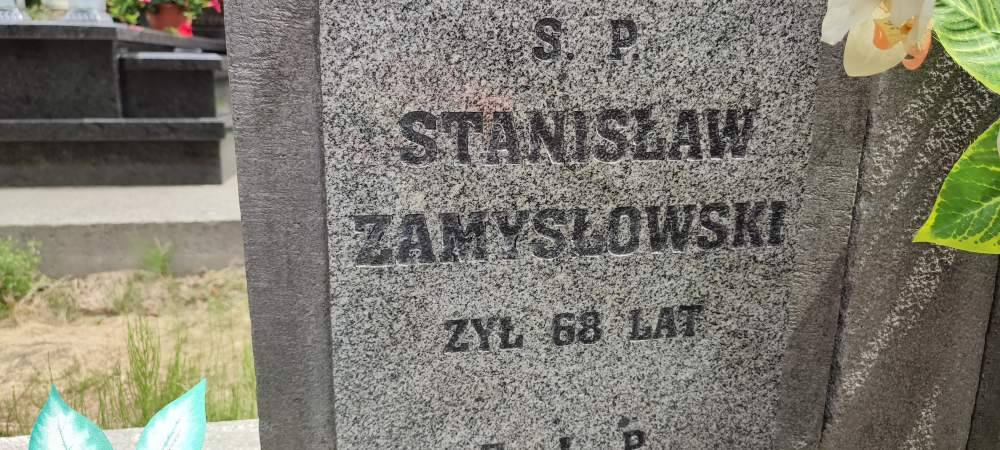 Ś. P.
STANISŁAW
ZAMYSŁOWSKI
ŻYŁ 68 LAT